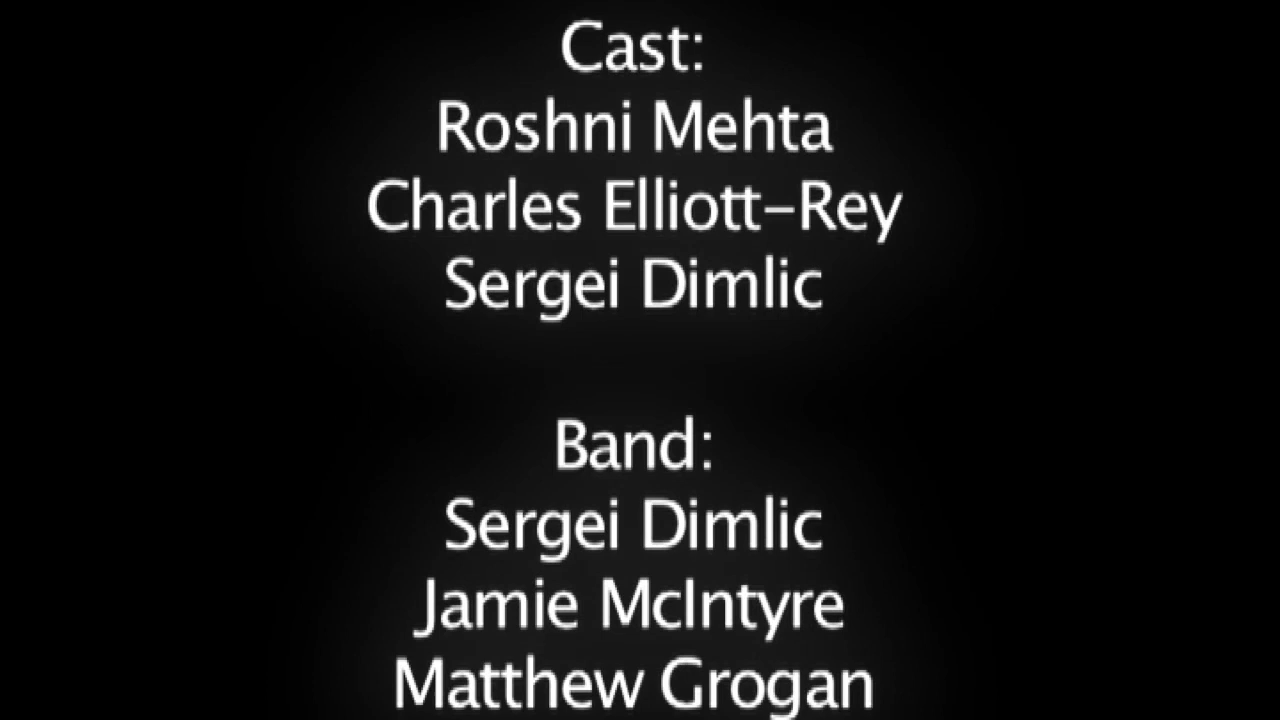 Cast:
Roshni Mehta
Charles Elliott-Rey
Sergei Dimlic
Band:
Sergei Dimlic
Jamie McIntyre
Matthew Grogan